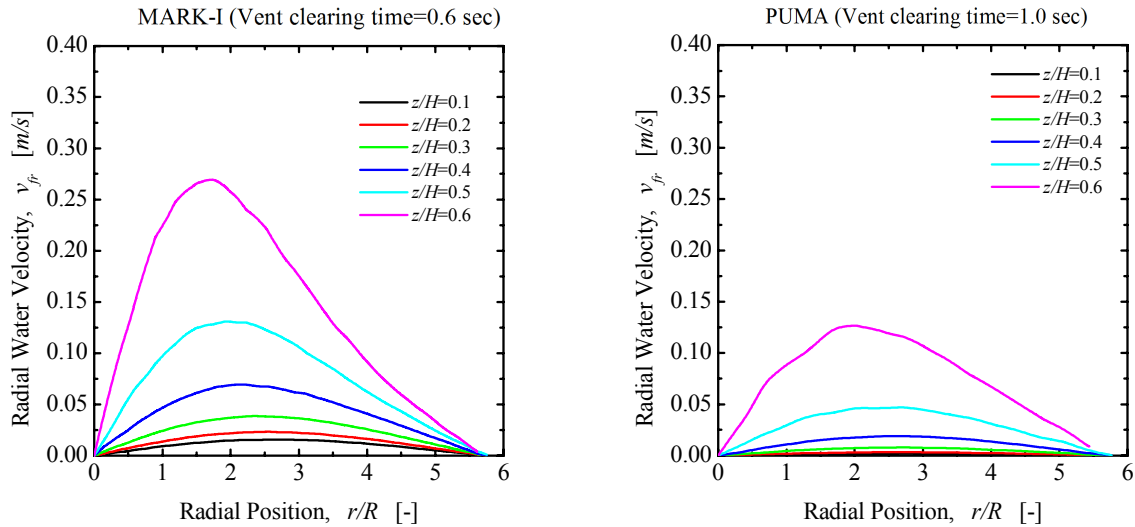 MARK-I (Vent clearing time=0.6 sec)
0.40
0.35
0.30
0.25
0.20
0.15
0.10
0.05
0.00
Radial Water Velocity, v_fr [m/s]
z/H=0.1
z/H=0.2
z/H=0.3
z/H=0.4
z/H=0.5
z/H=0.6
0 1 2 3 4 5 6
Radial Position, r/R [-]
PUMA (Vent clearing time=1.0 sec)
0.40
0.35
0.30
0.25
0.20
0.15
0.10
0.05
0.00
Radial Water Velocity, v_fr [m/s]
z/H=0.1
z/H=0.2
z/H=0.3
z/H=0.4
z/H=0.5
z/H=0.6
0 1 2 3 4 5 6
Radial Position, r/R [-]